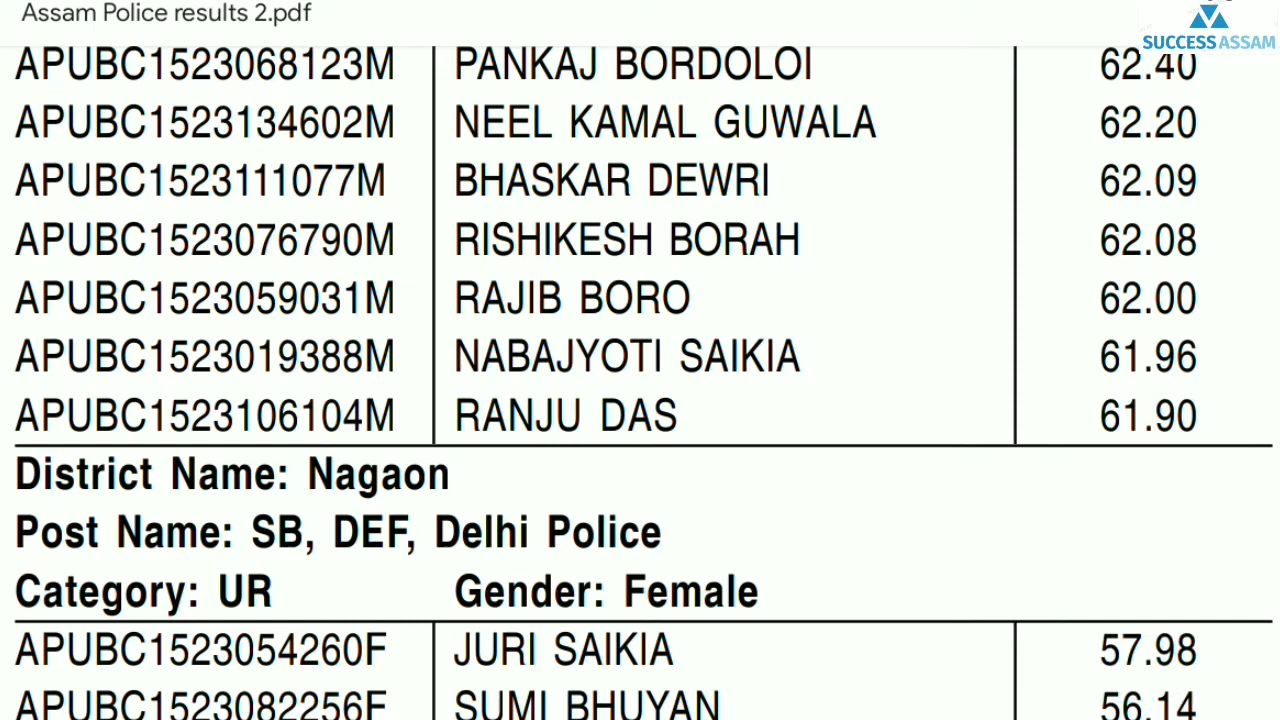 Assam Police results 2.pdf
SUCCESS ASSAM
APUBC1523068123M PANKAJ BORDOLOI 62.40
APUBC1523134602M NEEL KAMAL GUWALA 62.20
APUBC1523111077M BHASKAR DEWRI 62.09
APUBC1523076790M RISHIKESH BORAH 62.08
APUBC1523059031M RAJIB BORO 62.00
APUBC1523019388M NABAJYOTI SAIKIA 61.96
APUBC1523106104M RANJU DAS 61.90
District Name: Nagaon
Post Name: SB, DEF, Delhi Police
Category: UR Gender: Female
APUBC1523054260F JURI SAIKIA 57.98
APUBC1523082256F SUMI BHUYAN 56.14